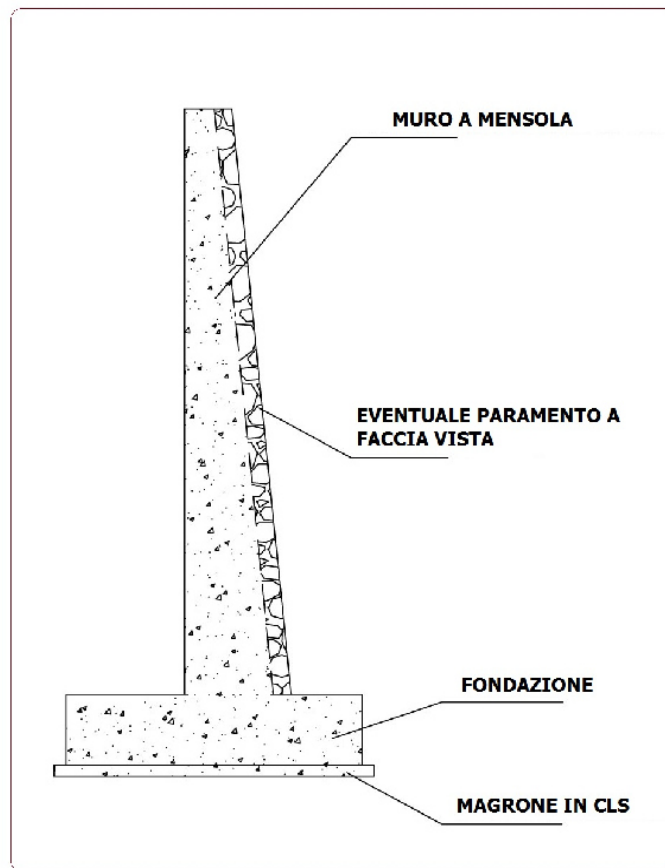 MURO A MENSOLA
EVENTUALE PARAMENTO A
FACCIA VISTA
FONDAZIONE
MAGRONE IN CLS